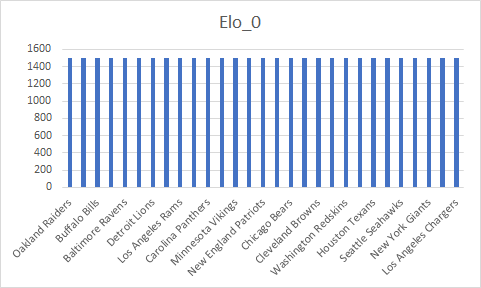 Elo_0
1600
1400
1200
1000
800
600
400
200
0
Oakland Raiders
Buffalo Bills
Baltimore Ravens
Detroit Lions
Los Angeles Rams
Carolina Panthers
Minnesota Vikings
New England Patriots
Chicago Bears
Cleveland Browns
Washington Redskins
Houston Texans
Seattle Seahawks
New York Giants
Los Angeles Chargers